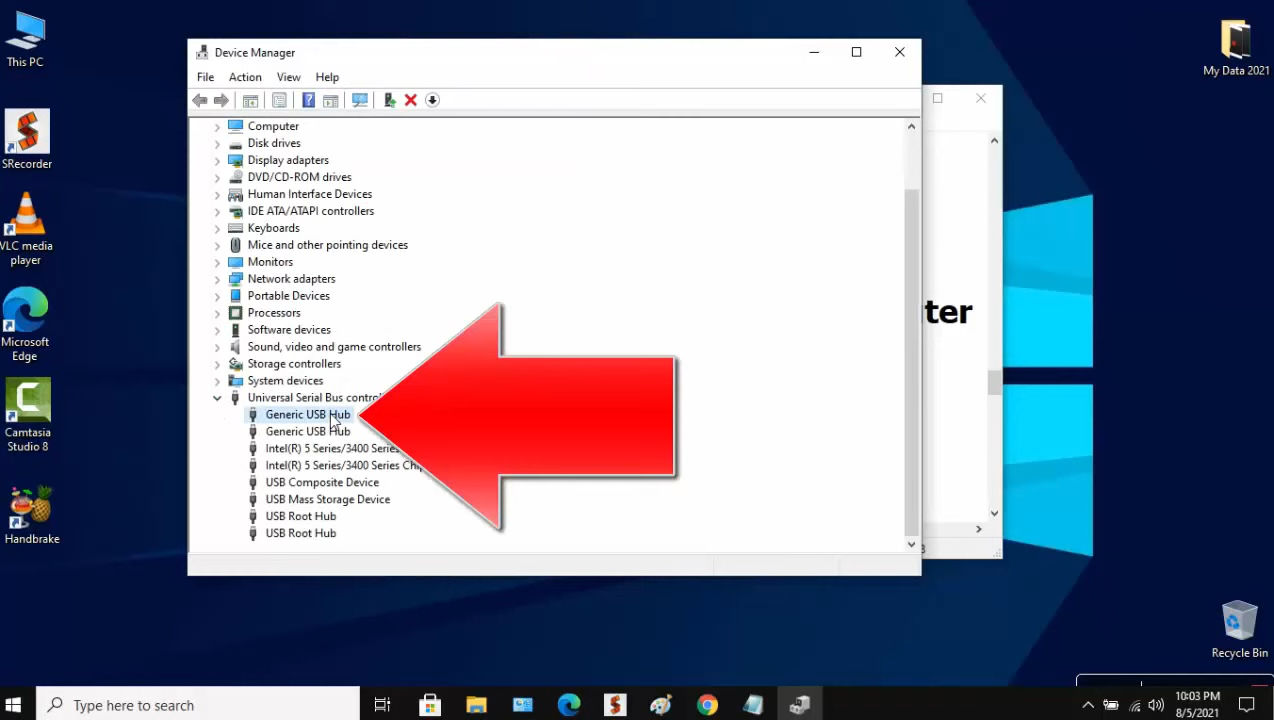 This PC
SRecorder
VLC media
player
Microsoft
Edge
Camtasia
Studio 8
Handbrake
Device Manager
File Action View Help
Computer
Disk drives
Display adapters
DVD/CD-ROM drives
Human Interface Devices
IDE ATA/ATAPI controllers
Keyboards
Mice and other pointing devices
Monitors
Network adapters
Portable Devices
Processors
Software devices
Sound, video and game controllers
Storage controllers
System devices
Universal Serial Bus
Generic USB Hub
Generic USB Hub
Intel(R) 5 Series/3400 Series
Intel(R) 5 Series/3400 Series
USB Composite Device
USB Mass Storage Device
USB Root Hub
USB Root Hub
ter
My Data 2021
Recycle Bin
Type here to search
10:03 PM
8/5/2021